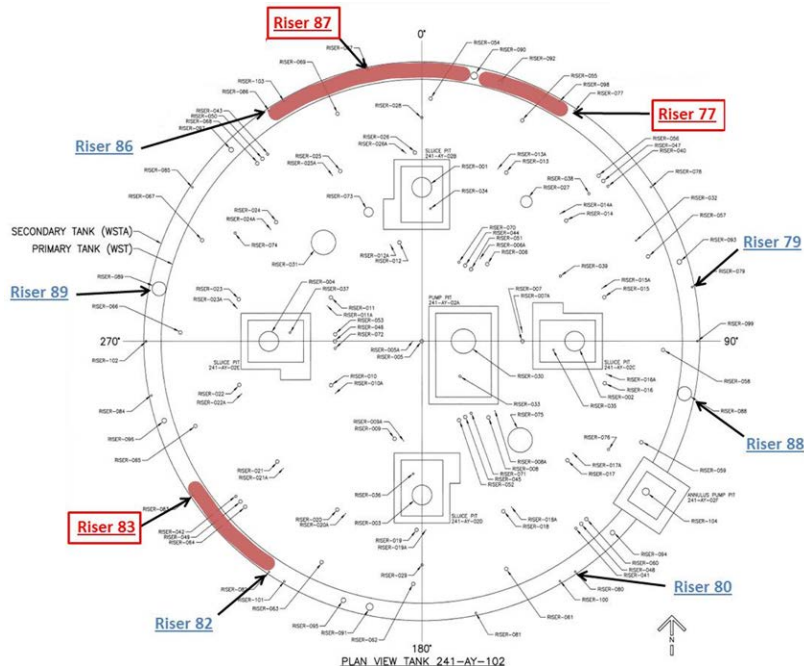 Riser 87
0°
RISER-054
RISER-090
RISER-069
RISER-092
RISER-103
RISER-055
RISER-086
RISER-098
RISER-077
Riser 77
RISER-043
RISER-050
RISER-068
RISER-028
Riser 86
RISER-026
RISER-026A
SLUICE PIT
241-AY-02B
RISER-056
RISER-047
RISER-040
RISER-025
RISER-025A
RISER-013A
RISER-013
RISER-001
RISER-085
RISER-038
RISER-078
RISER-034
RISER-027
RISER-067
RISER-073
RISER-032
RISER-024
RISER-024A
RISER-014A
RISER-014
RISER-057
SECONDARY TANK (WSTA)
PRIMARY TANK (WST)
RISER-070
RISER-044
RISER-051
RISER-008
RISER-074
RISER-012A
RISER-012
RISER-031
RISER-039
Riser 79
RISER-079
RISER-089
Riser 89
RISER-004
RISER-037
RISER-007
RISER-007A
RISER-015A
RISER-015
RISER-023
RISER-023A
RISER-011
RISER-011A
RISER-053
RISER-046
RISER-072
PUMP PIT
241-AY-02A
RISER-066
RISER-099
270°
90°
RISER-005A
RISER-005
RISER-102
SLUICE PIT
241-AY-02E
SLUICE PIT
241-AY-02C
RISER-030
RISER-058
RISER-010
RISER-010A
RISER-016A
RISER-016
RISER-002
RISER-035
RISER-022
RISER-022A
RISER-033
RISER-084
RISER-088
Riser 88
RISER-075
RISER-009A
RISER-009
RISER-096
RISER-076
RISER-065
RISER-008A
RISER-008
RISER-071
RISER-045
RISER-052
RISER-017A
RISER-017
RISER-059
RISER-021
RISER-021A
RISER-036
ANNULUS PUMP PIT
241-AY-02F
Riser 83
RISER-042
RISER-049
RISER-064
RISER-020
RISER-020A
RISER-003
SLUICE PIT
241-AY-02D
RISER-018A
RISER-018
RISER-104
RISER-019
RISER-019A
RISER-094
RISER-060
RISER-048
RISER-041
RISER-029
Riser 80
RISER-080
RISER-100
RISER-101
RISER-063
Riser 82
RISER-095
RISER-091
RISER-062
RISER-061
RISER-081
180°
N
PLAN VIEW TANK 241-AY-102